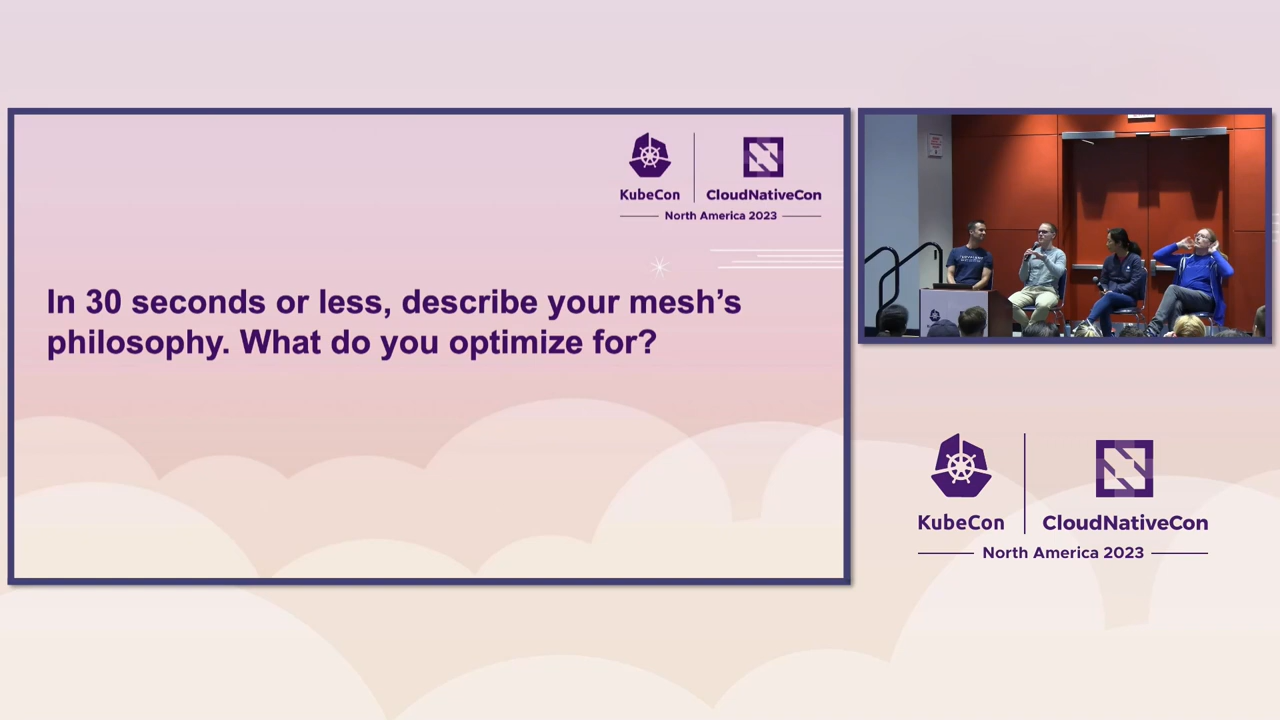 KubeCon
CloudNativeCon
North America 2023
In 30 seconds or less, describe your mesh’s
philosophy. What do you optimize for?
KubeCon
CloudNativeCon
North America 2023